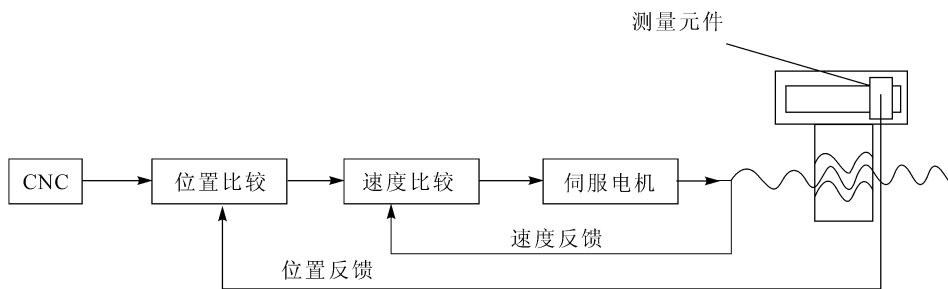 测量元件
CNC
位置比较
速度比较
伺服电机
速度反馈
位置反馈